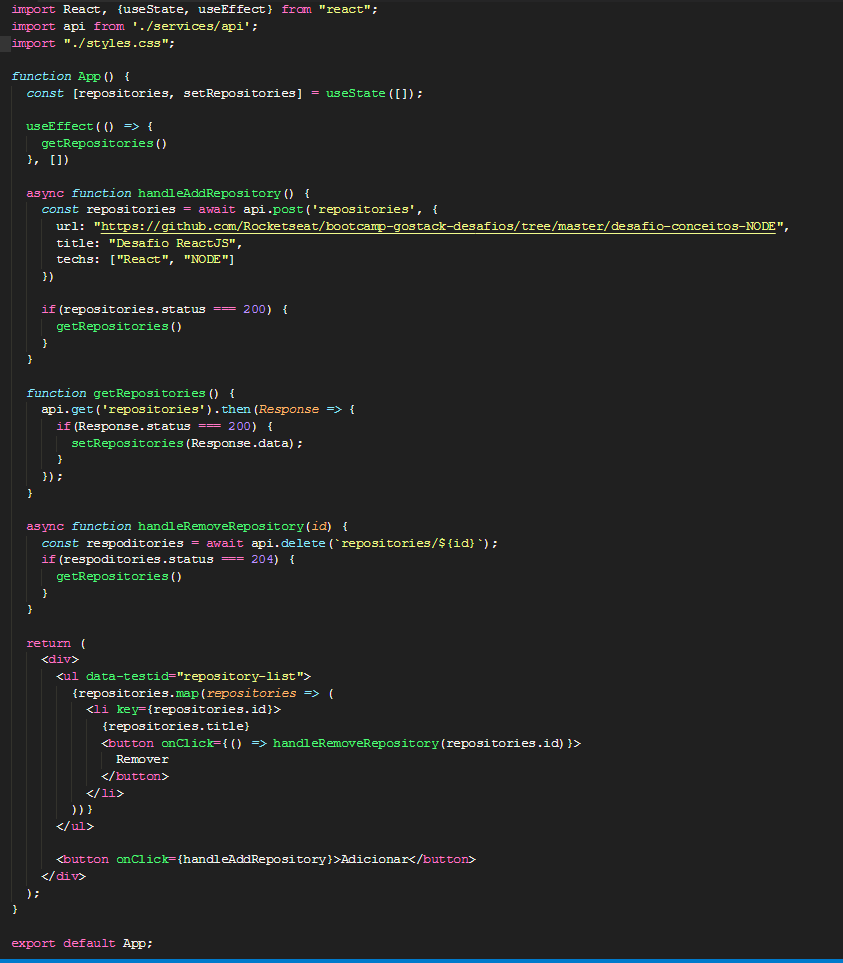 import React, {useState, useEffect} from "react";
import api from './services/api';
import "./styles.css";

function App() {
  const [repositories, setRepositories] = useState([]);

  useEffect(() => {
    getRepositories()
  }, [])

  async function handleAddRepository() {
    const repositories = await api.post('repositories', {
      url: "https://github.com/Rocketseat/bootcamp-gostack-desafios/tree/master/desafio-conceitos-NODE",
      title: "Desafio ReactJS",
      techs: ["React", "NODE"]
    })

    if(repositories.status === 200) {
      getRepositories()
    }
  }

  function getRepositories() {
    api.get('repositories').then(Response => {
      if(Response.status === 200) {
        setRepositories(Response.data);
      }
    });
  }

  async function handleRemoveRepository(id) {
    const respoditories = await api.delete(`repositories/${id}`);
    if(respoditories.status === 204) {
      getRepositories()
    }
  }

  return (
    <div>
      <ul data-testid="repository-list">
        {repositories.map(repositories => (
          <li key={repositories.id}>
            {repositories.title}
            <button onClick={() => handleRemoveRepository(repositories.id)}>
              Remover
            </button>
          </li>
        ))}
      </ul>

      <button onClick={handleAddRepository}>Adicionar</button>
    </div>
  );
}

export default App;